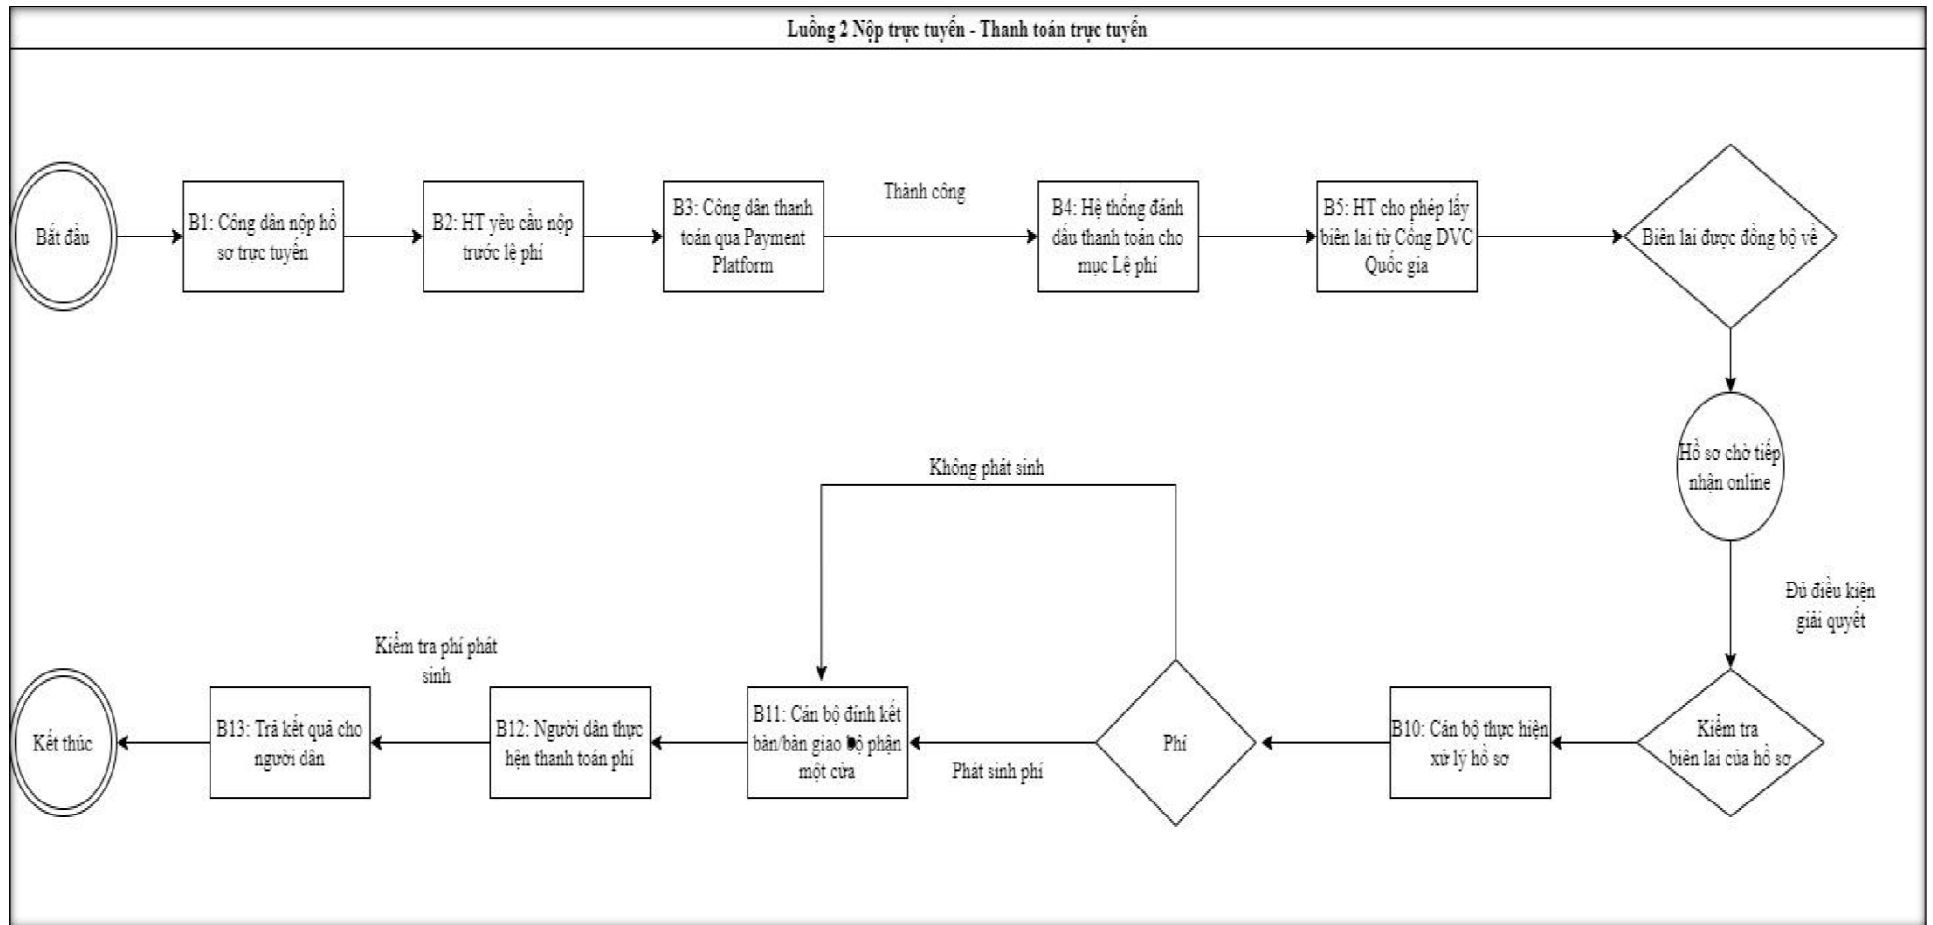 Luồng 2 Nộp trực tuyến - Thanh toán trực tuyến
Bắt đầu
B1: Công dân nộp hồ
sơ trực tuyến
B2: HT yêu cầu nộp
trước lệ phí
B3: Công dân thanh
toán qua Payment
Platform
Thành công
B4: Hệ thống đánh
dấu thanh toán cho
mục Lệ phí
B5: HT cho phép lấy
biên lai từ Cổng DVC
Quốc gia
Biên lai được đồng bộ về
Hồ sơ chờ tiếp
nhận online
Đủ điều kiện
giải quyết
Kiểm tra
biên lai của hồ sơ
B10: Cán bộ thực hiện
xử lý hồ sơ
Phí
Không phát sinh
Phát sinh phí
B11: Cán bộ đính kết
bản/bàn giao bộ phận
một cửa
B12: Người dân thực
hện thanh toán phí
Kiểm tra phí phát
sinh
B13: Trả kết quả cho
người dân
Kết thúc